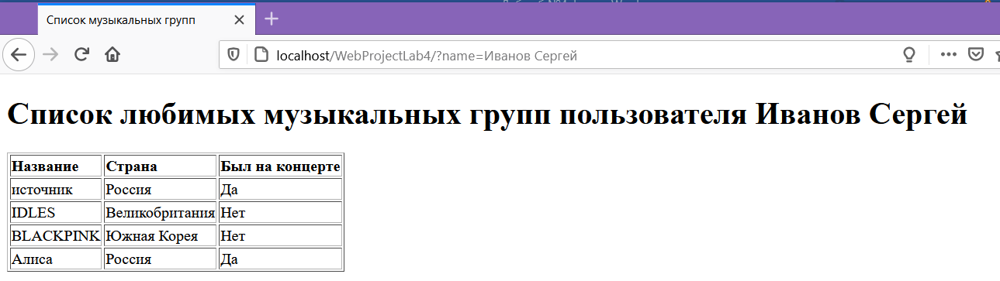 Список музыкальных групп
localhost/WebProjectLab4/?name=Иванов Сергей
Список любимых музыкальных групп пользователя Иванов Сергей
Название Страна Был на концерте
источник Россия Да
IDLES Великобритания Нет
BLACKPINK Южная Корея Нет
Алиса Россия Да